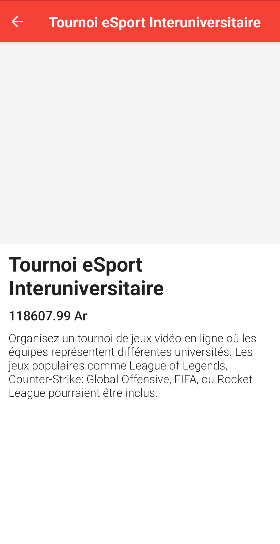 Tournoi eSport Interuniversitaire
Tournoi eSport
Interuniversitaire
118607.99 Ar
Organisez un tournoi de jeux vidéo en ligne où les
équipes représentent différentes universités. Les
jeux populaires comme League of Legends,
Counter-Strike: Global Offensive, FIFA, ou Rocket
League pourraient être inclus.